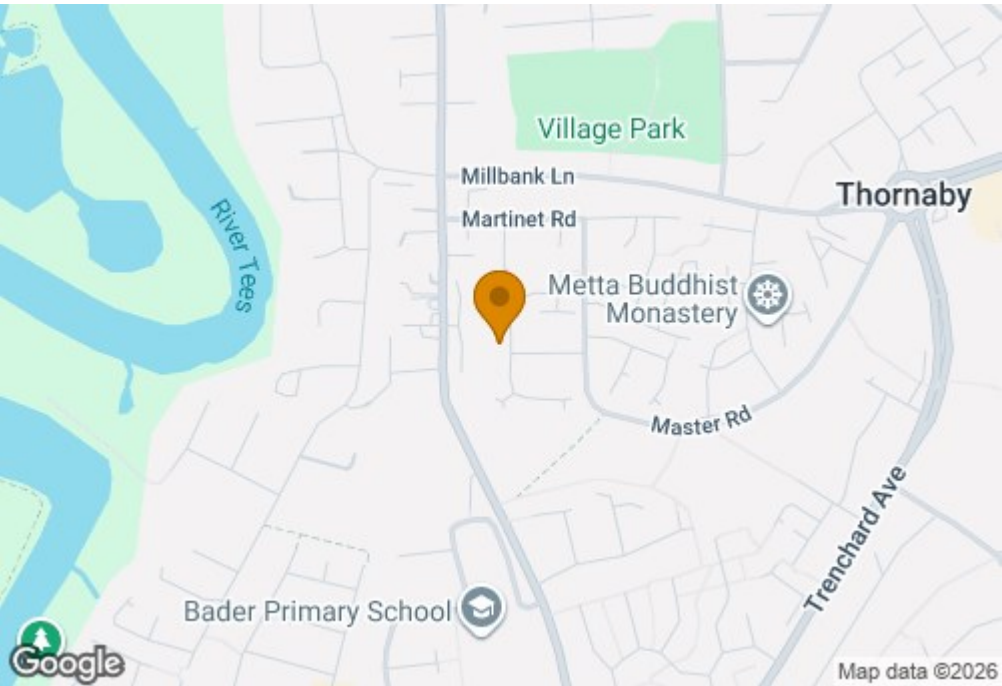 Village Park
Millbank Ln
Thornaby
Martinet Rd
River Tees
Metta Buddhist
Monastery
Master Rd
Trenchard Ave
Bader Primary School
Google
Map data ©2026